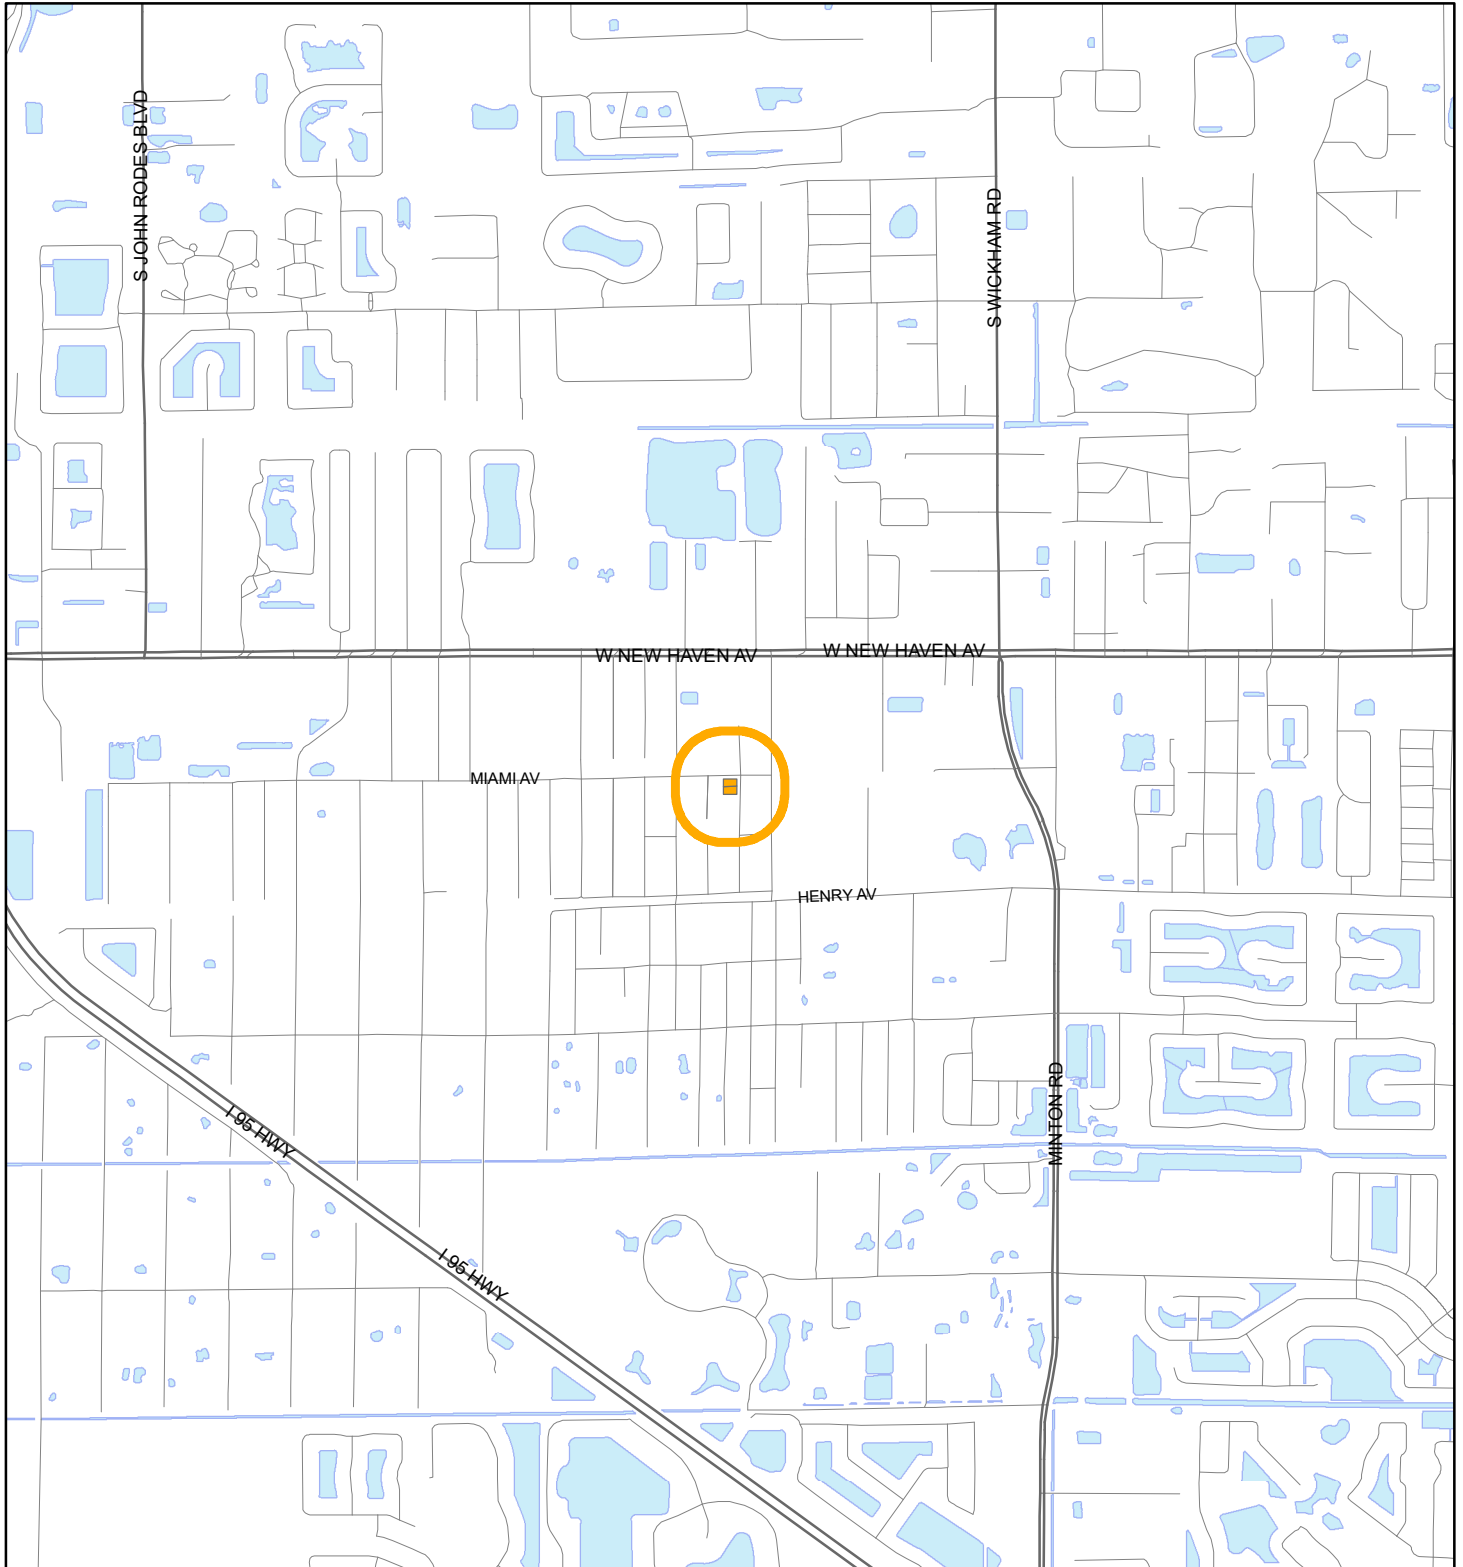 S JOHN RODES BLVD
S WICKHAM RD
W NEW HAVEN AV
W NEW HAVEN AV
MIAMI AV
HENRY AV
MINTON RD
I 95 HWY
I 95 HWY